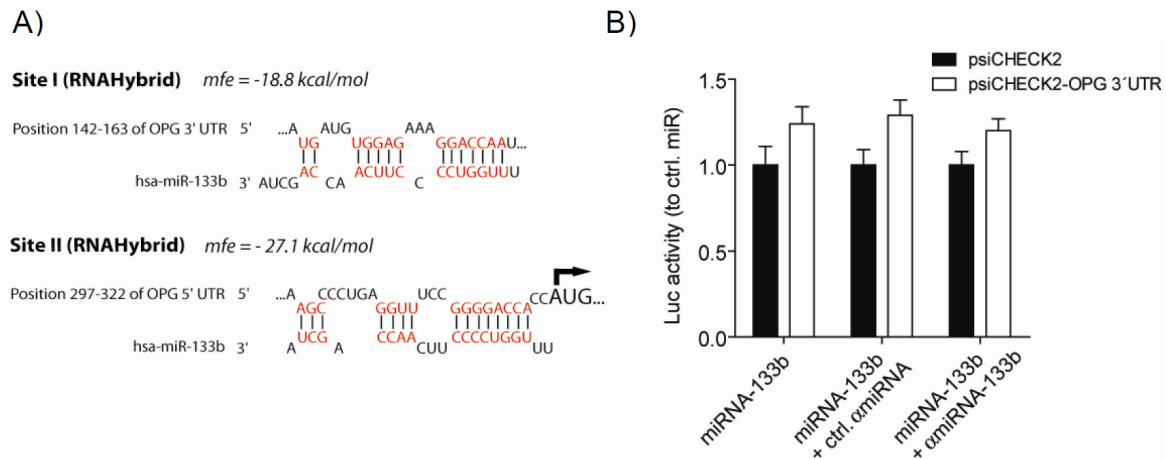 A)
Site I (RNAHybrid) mfe = -18.8 kcal/mol
Position 142-163 of OPG 3' UTR 5' ...A AUG AAA
UG UGGAG GGACCAAU...
AC ACUUC CCUGGUUU
hsa-miR-133b 3' AUCG CA C
Site II (RNAHybrid) mfe = - 27.1 kcal/mol
Position 297-322 of OPG 5' UTR 5' ...A CCCUGA UCC CCAUG...
AGC GGUU GGGGACCA
UCG CCAA CCCCUGGU
hsa-miR-133b 3' A A CUU UU
B)
psiCHECK2
psiCHECK2-OPG 3´UTR
Luc activity (to ctrl. miR)
1.5
1.0
0.5
0.0
miRNA-133b
miRNA-133b
+ ctrl. αmiRNA
miRNA-133b
+ αmiRNA-133b